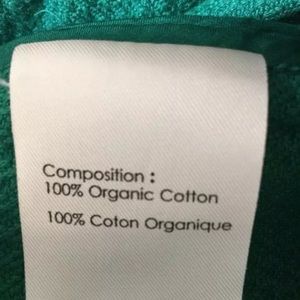 Composition :
100% Organic Cotton
100% Coton Organique